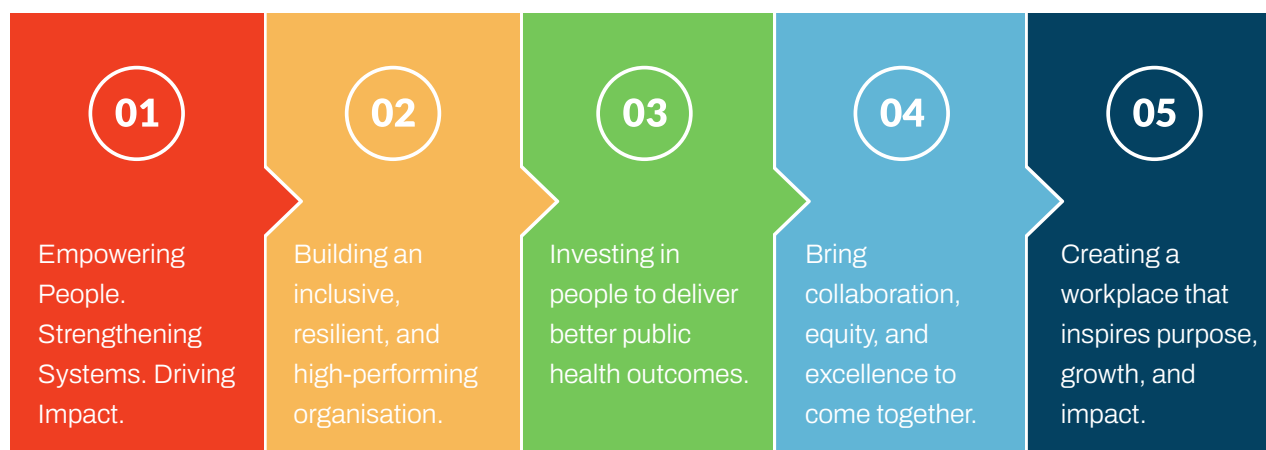 01
Empowering
People.
Strengthening
Systems. Driving
Impact.
02
Building an
inclusive,
resilient, and
high-performing
organisation.
03
Investing in
people to deliver
better public
health outcomes.
04
Bring
collaboration,
equity, and
excellence to
come together.
05
Creating a
workplace that
inspires purpose,
growth, and
impact.